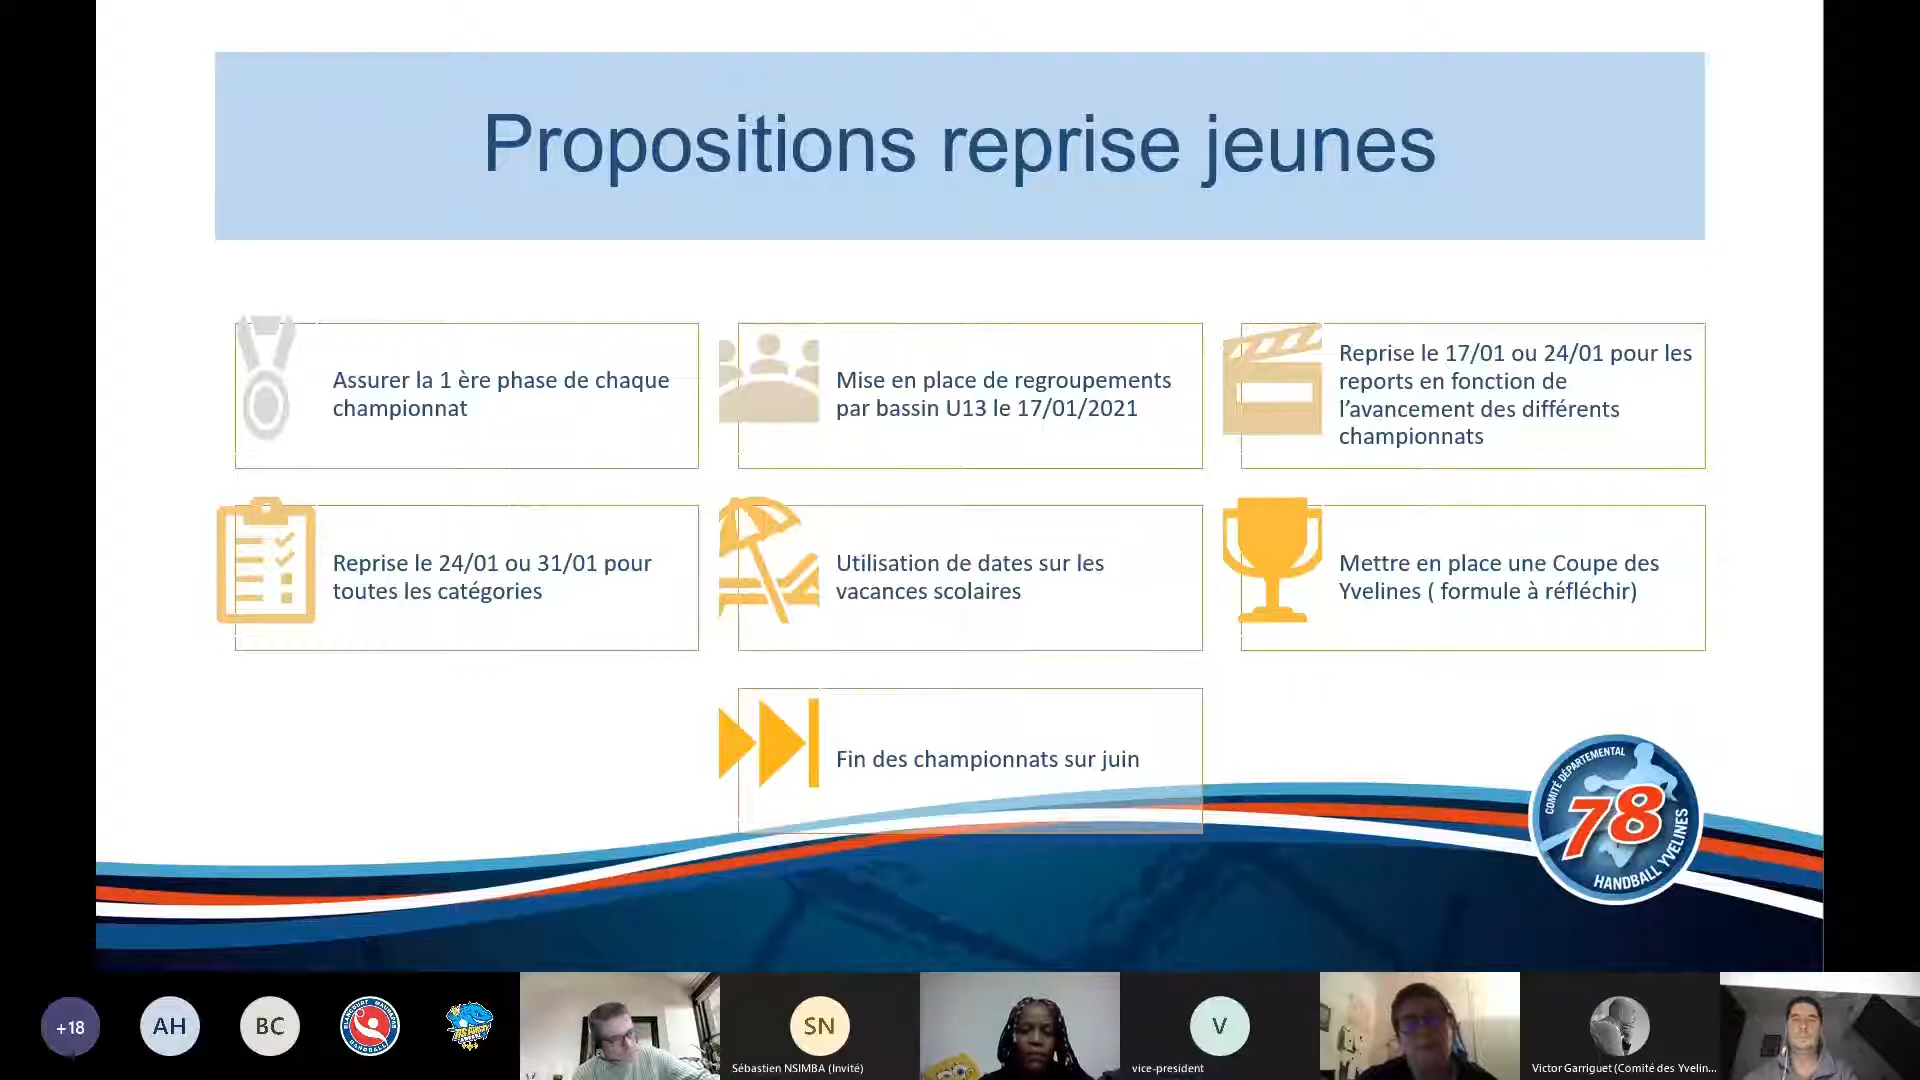 Propositions reprise jeunes
Assurer la 1 ère phase de chaque
championnat
Mise en place de regroupements
par bassin U13 le 17/01/2021
Reprise le 17/01 ou 24/01 pour les
reports en fonction de
l’avancement des différents
championnats
Reprise le 24/01 ou 31/01 pour
toutes les catégories
Utilisation de dates sur les
vacances scolaires
Mettre en place une Coupe des
Yvelines ( formule à réfléchir)
Fin des championnats sur juin
COMITÉ DÉPARTEMENTAL
78
HANDBALL YVELINES
+18
AH
BC
SN
Sébastien NSIMBA (Invité)
V
vice-president
Victor Garriguet (Comité des Yvelin...